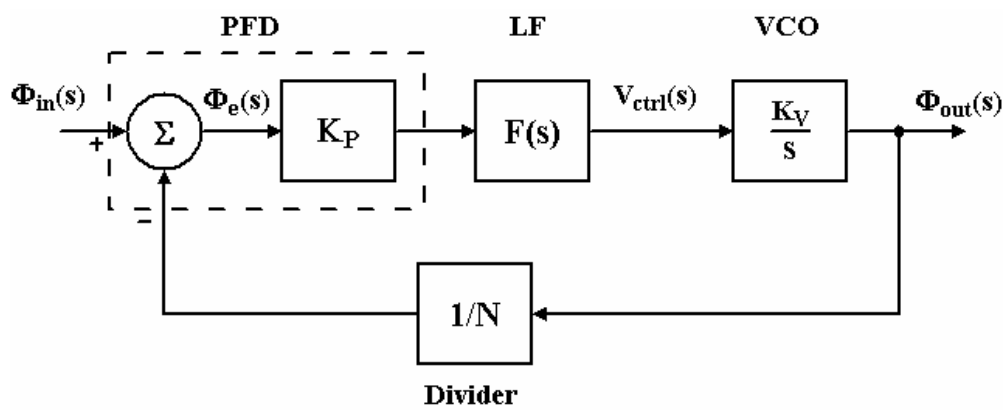 PFD
LF
VCO
Φin(s)
+
Σ
Φe(s)
KP
F(s)
Vctrl(s)
KV
s
Φout(s)
−
1/N
Divider